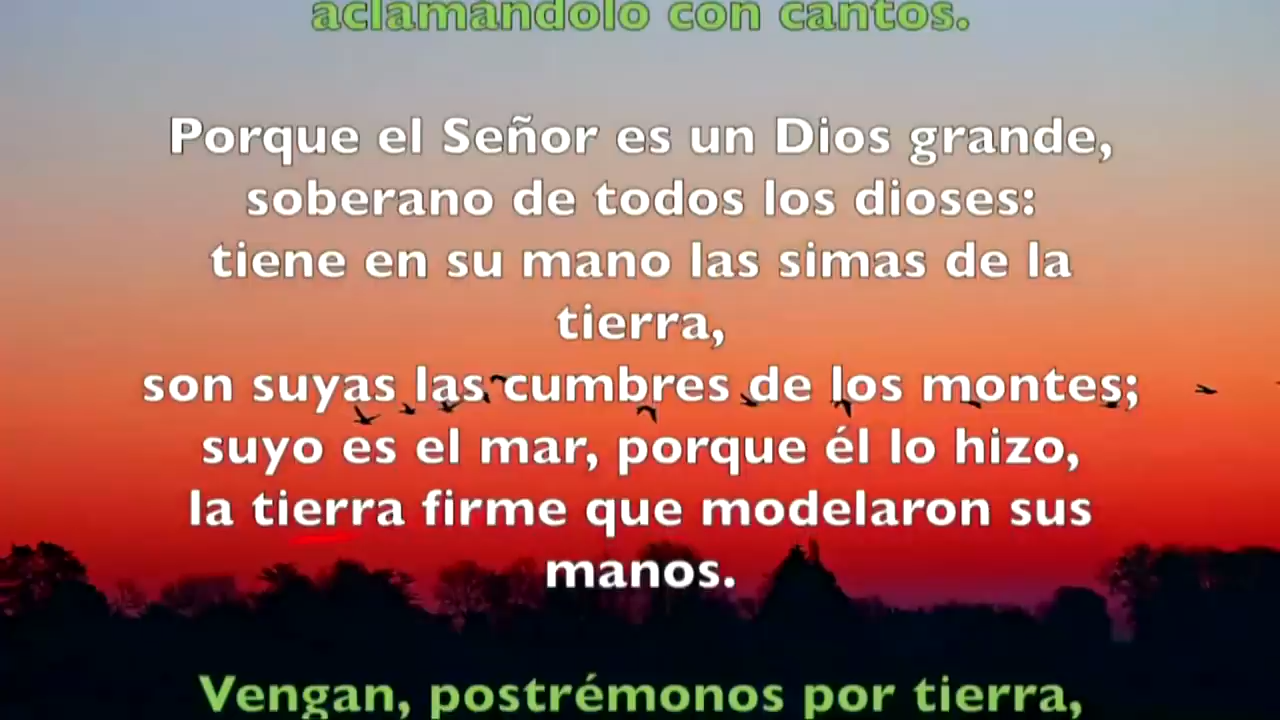 aclamándolo con cantos.
Porque el Señor es un Dios grande,
soberano de todos los dioses:
tiene en su mano las simas de la
tierra,
son suyas las cumbres de los montes;
suyo es el mar, porque él lo hizo,
la tierra firme que modelaron sus
manos.
Vengan, postrémonos por tierra,